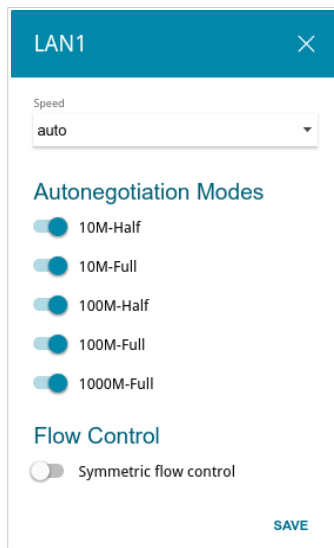 LAN1
Speed
auto
Autonegotiation Modes
10M-Half
10M-Full
100M-Half
100M-Full
1000M-Full
Flow Control
Symmetric flow control
SAVE